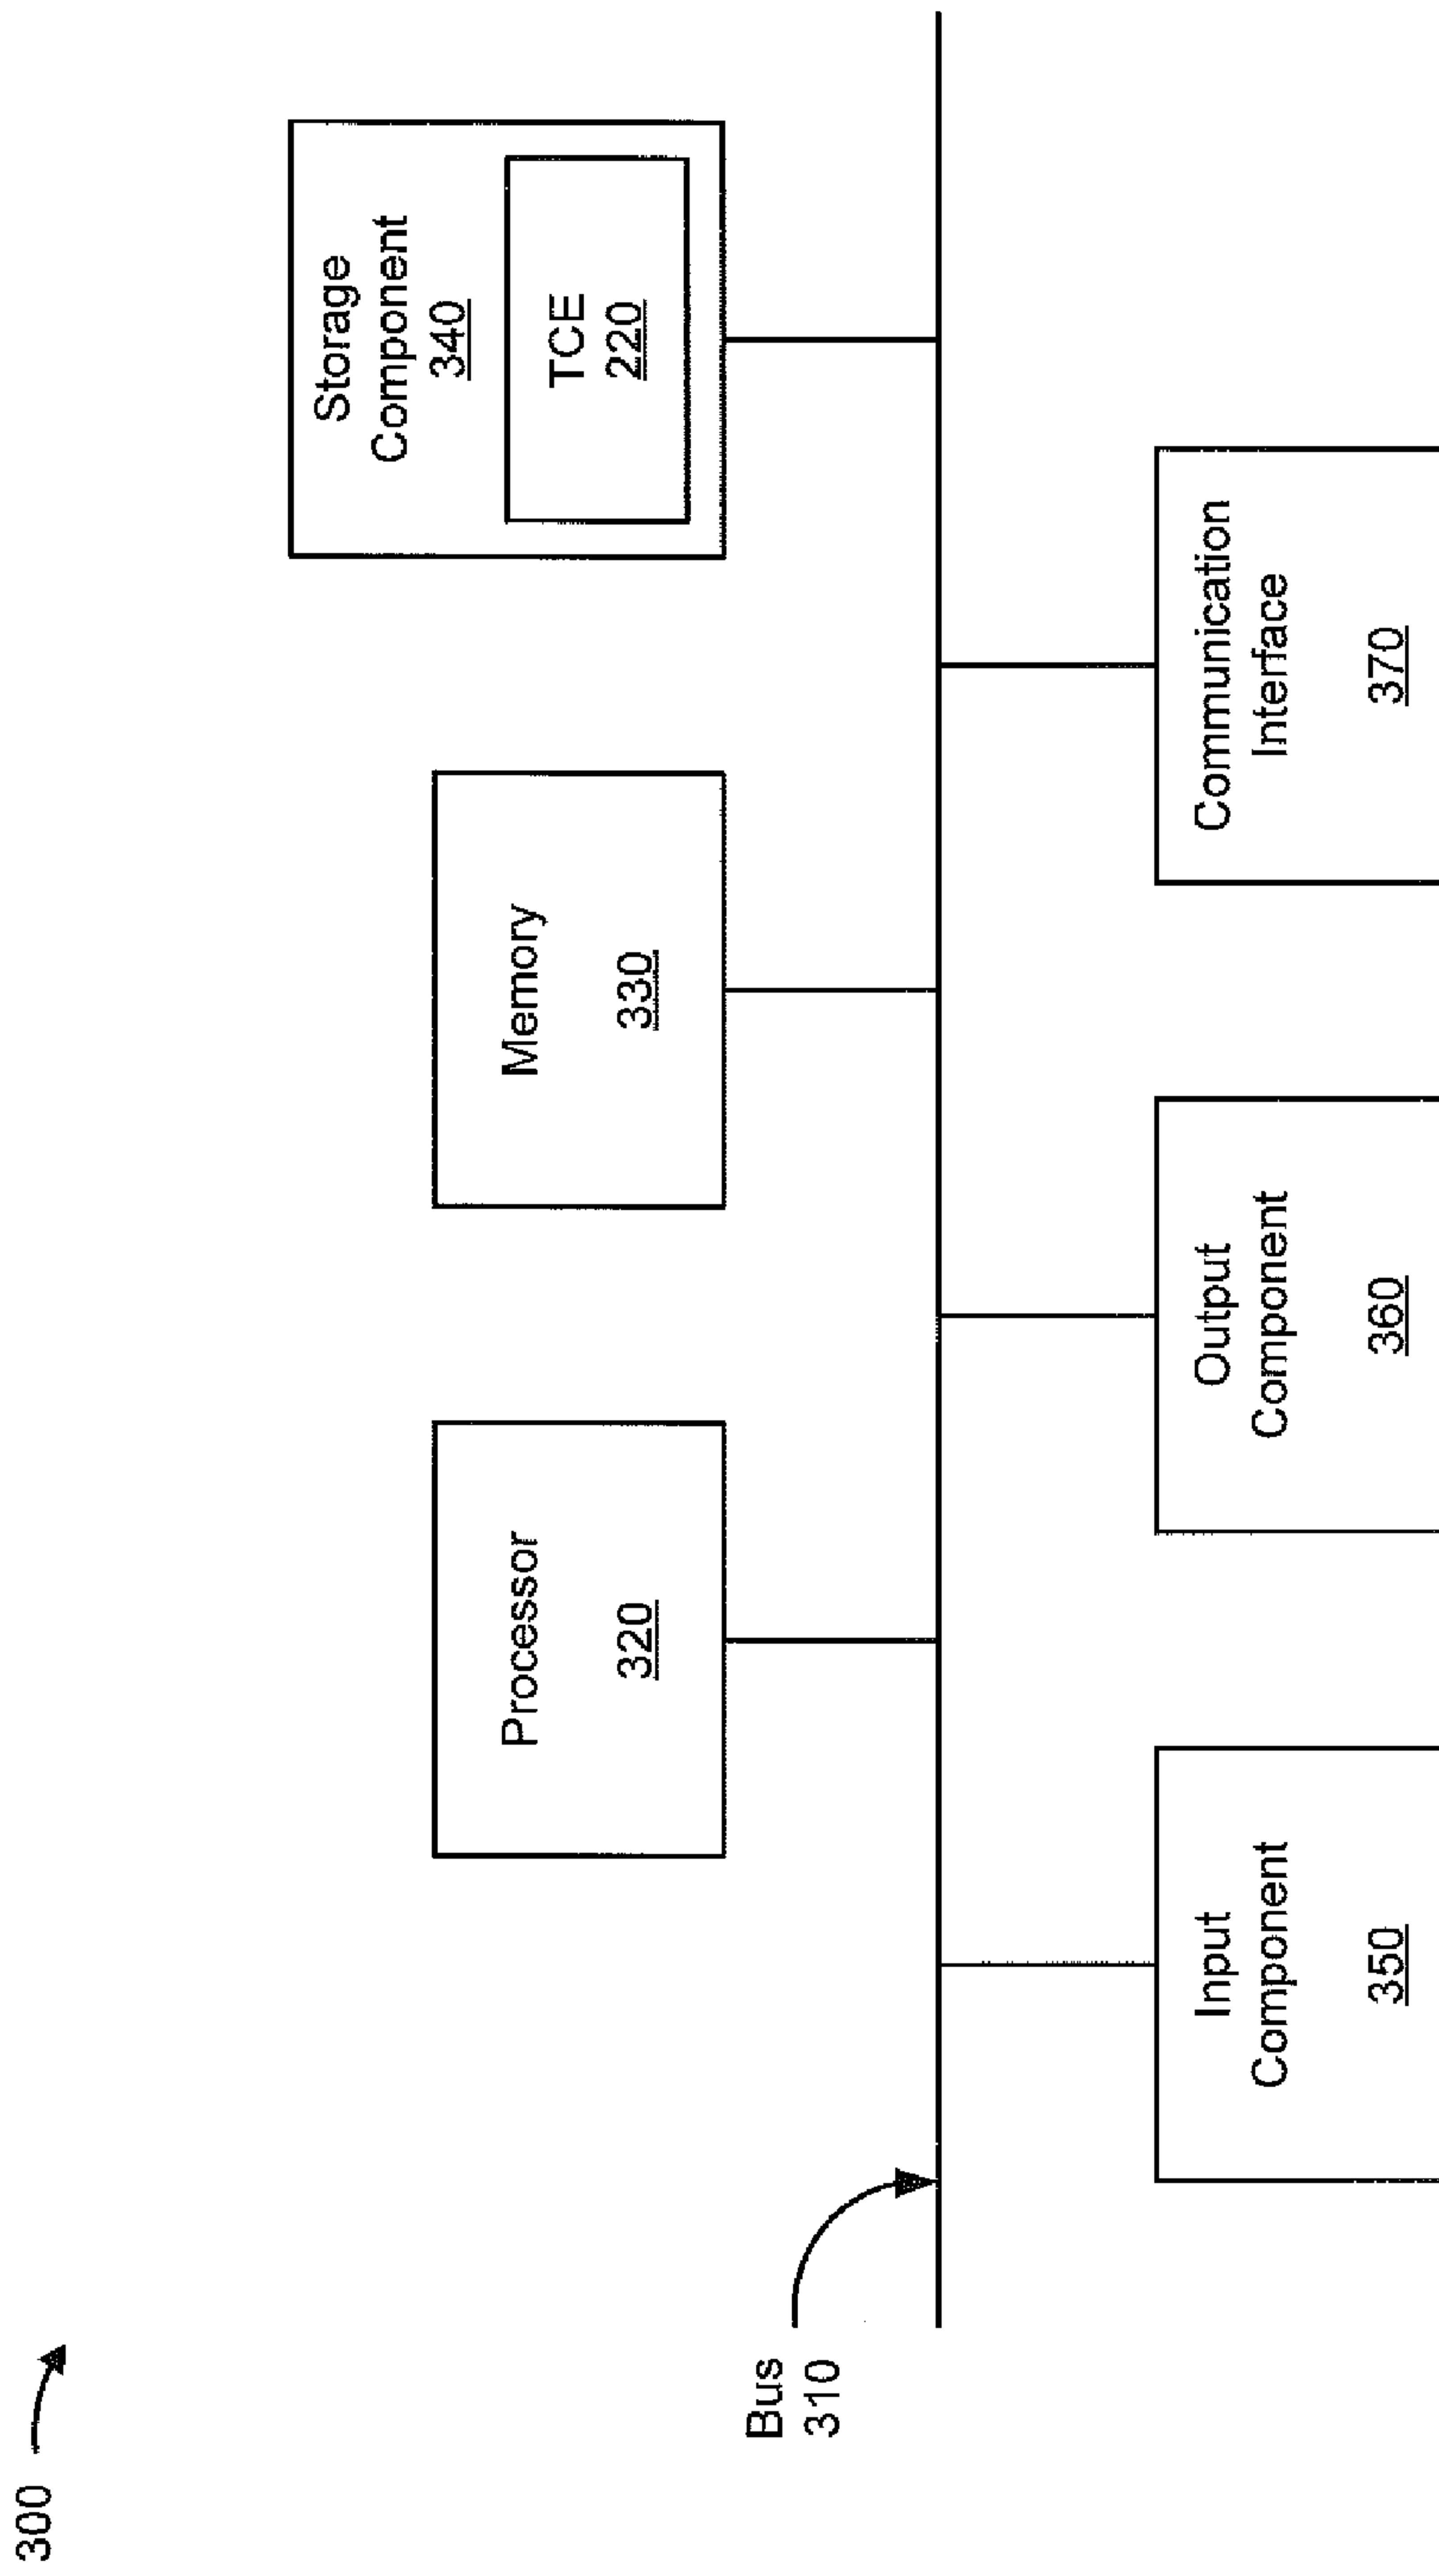 300
Storage
Component
340
TCE
220
Memory
330
Processor
320
Bus
310
Input
Component
350
Output
Component
360
Communication
Interface
370